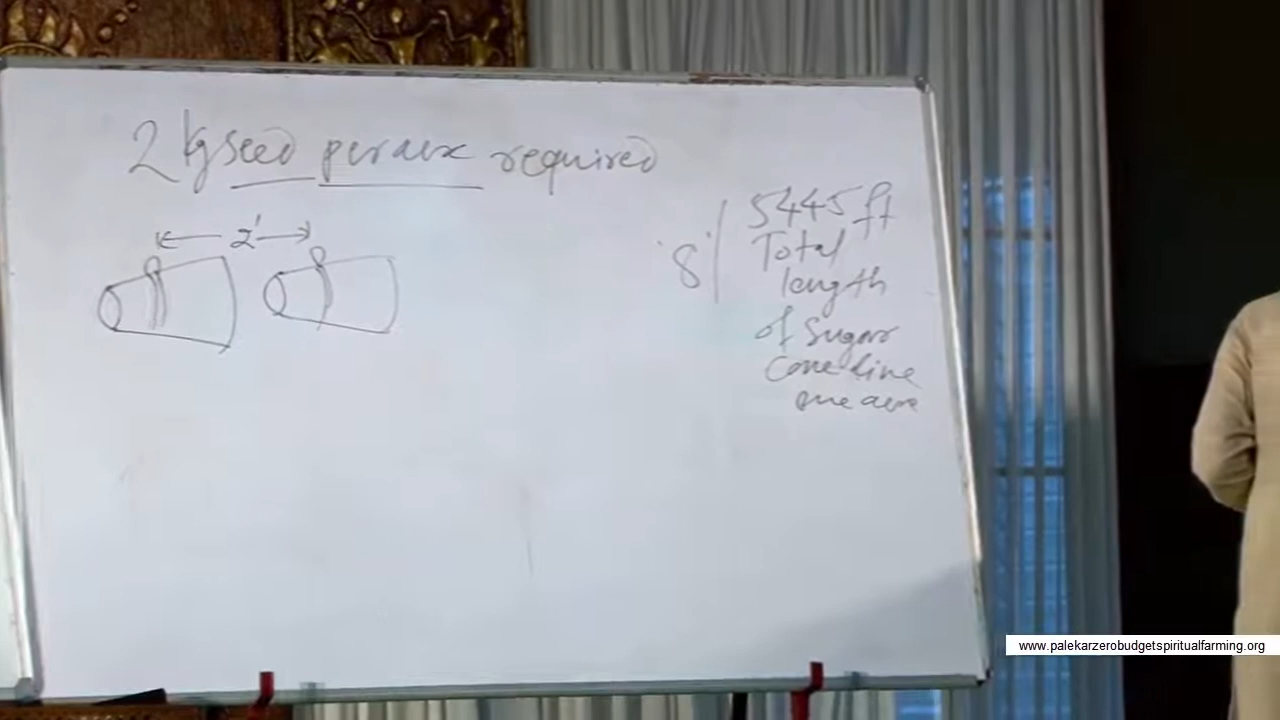 2 kg seed per acre required
2'
8'
5445 ft
Total
length
of Sugar
Cane line
one acre
www.palekarzerobudgetspiritualfarming.org